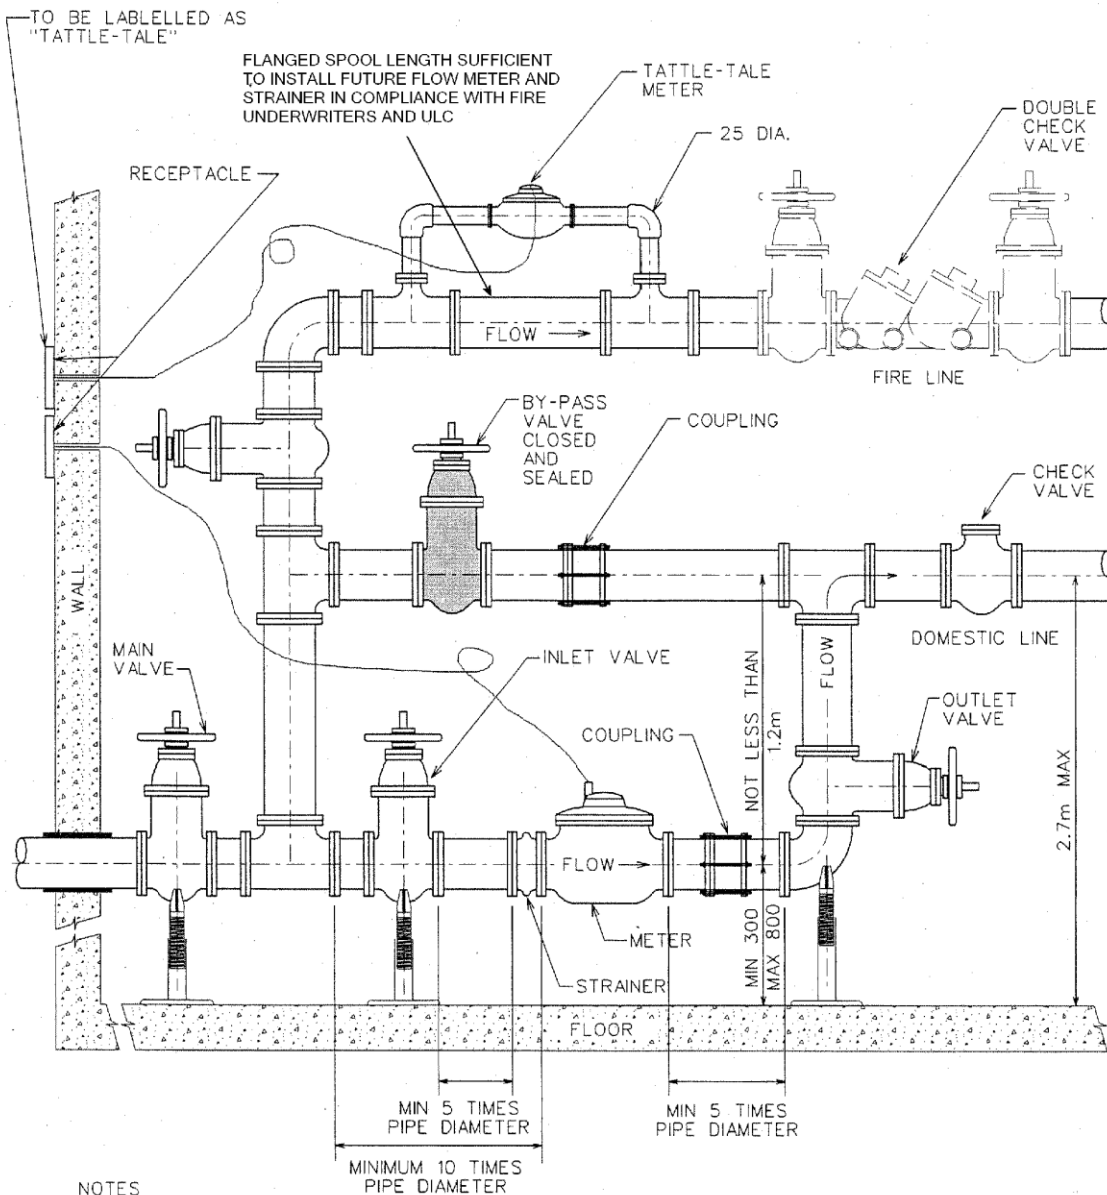 TO BE LABLELLED AS
"TATTLE-TALE"
FLANGED SPOOL LENGTH SUFFICIENT
TO INSTALL FUTURE FLOW METER AND
STRAINER IN COMPLIANCE WITH FIRE
UNDERWRITERS AND ULC
TATTLE-TALE
METER
25 DIA.
DOUBLE
CHECK
VALVE
RECEPTACLE
FLOW
FIRE LINE
BY-PASS
VALVE
CLOSED
AND
SEALED
COUPLING
CHECK
VALVE
WALL
MAIN
VALVE
INLET VALVE
NOT LESS THAN
1.2m
FLOW
DOMESTIC LINE
OUTLET
VALVE
COUPLING
2.7m MAX
FLOW
METER
STRAINER
MIN 300
MAX 800
FLOOR
MIN 5 TIMES
PIPE DIAMETER
MIN 5 TIMES
PIPE DIAMETER
MINIMUM 10 TIMES
PIPE DIAMETER
NOTES